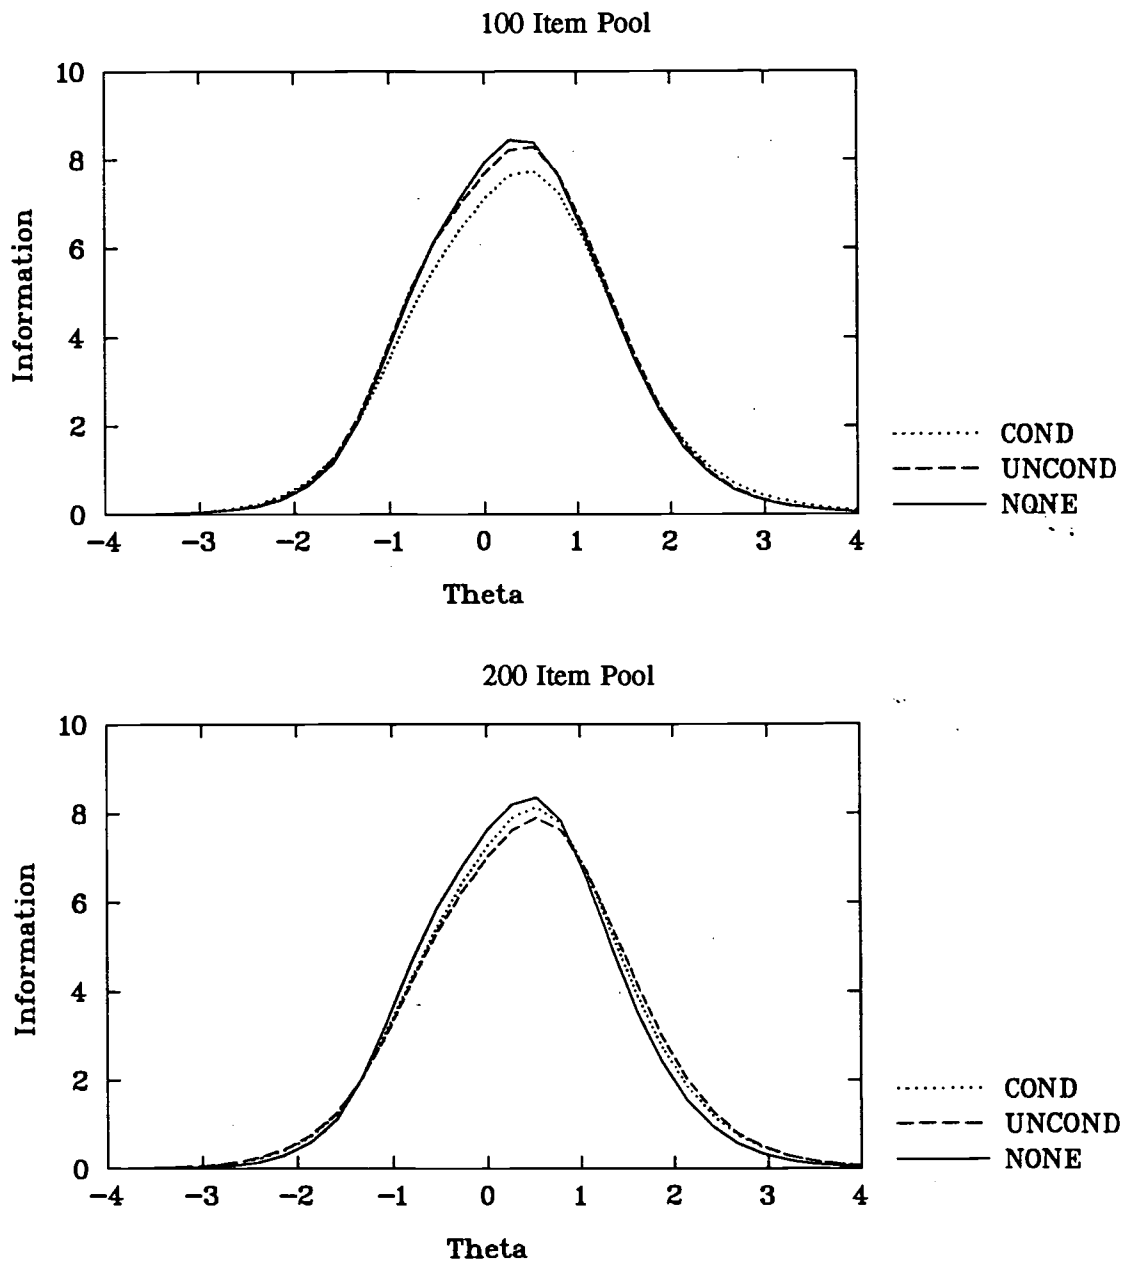 100 Item Pool
10
8
6
4
2
0
Information
−4 −3 −2 −1 0 1 2 3 4
Theta
COND
UNCOND
NONE
200 Item Pool
10
8
6
4
2
0
Information
−4 −3 −2 −1 0 1 2 3 4
Theta
COND
UNCOND
NONE